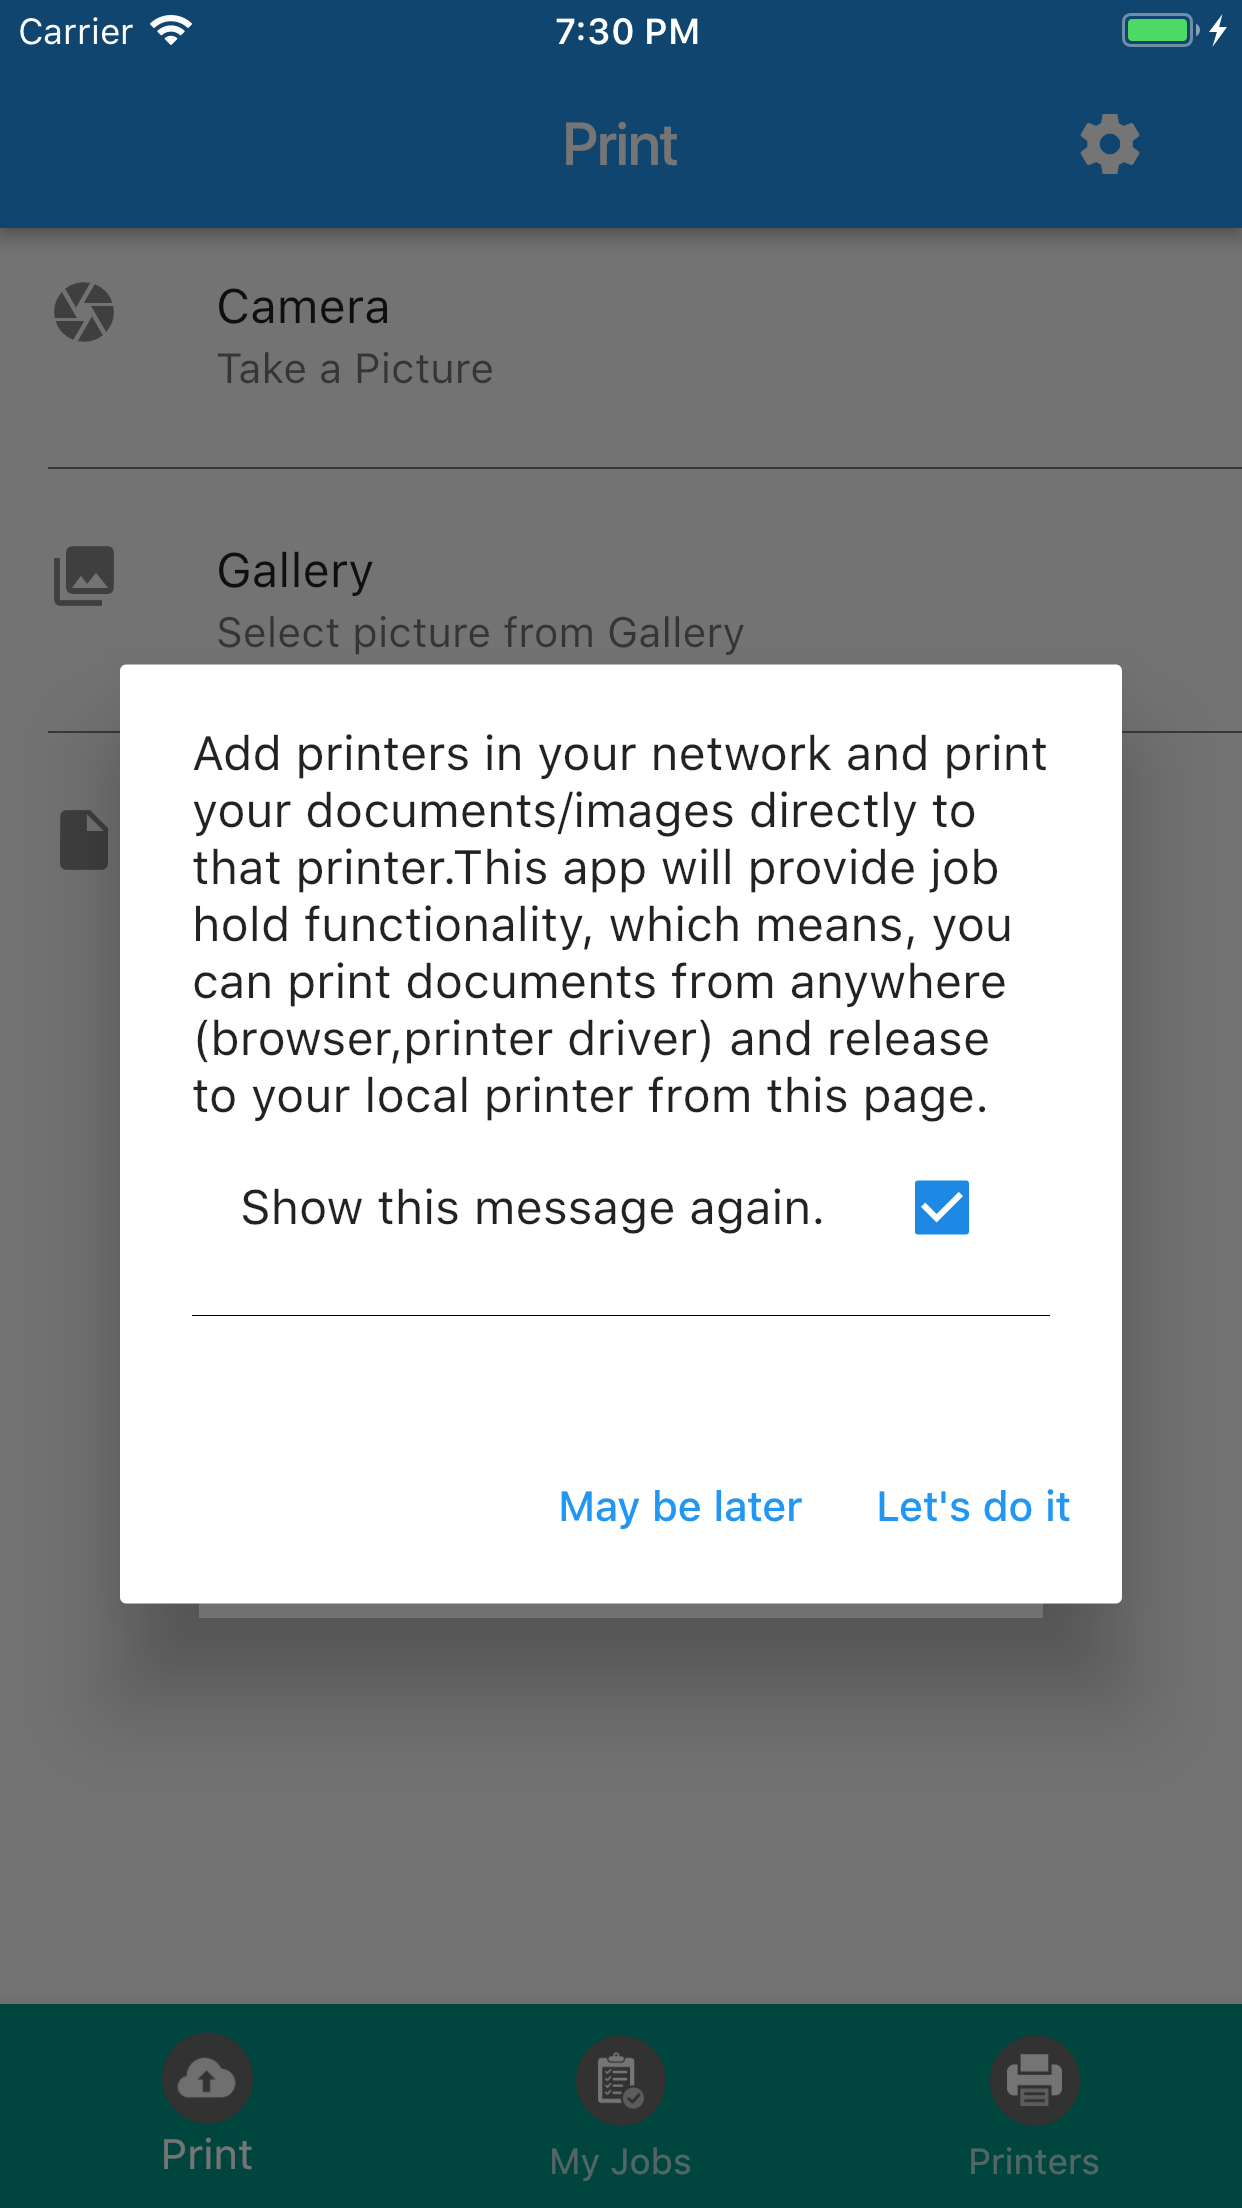 Carrier
7:30 PM
Print
Camera
Take a Picture
Gallery
Select picture from Gallery
Add printers in your network and print
your documents/images directly to
that printer.This app will provide job
hold functionality, which means, you
can print documents from anywhere
(browser,printer driver) and release
to your local printer from this page.
Show this message again.
May be later
Let's do it
Print
My Jobs
Printers